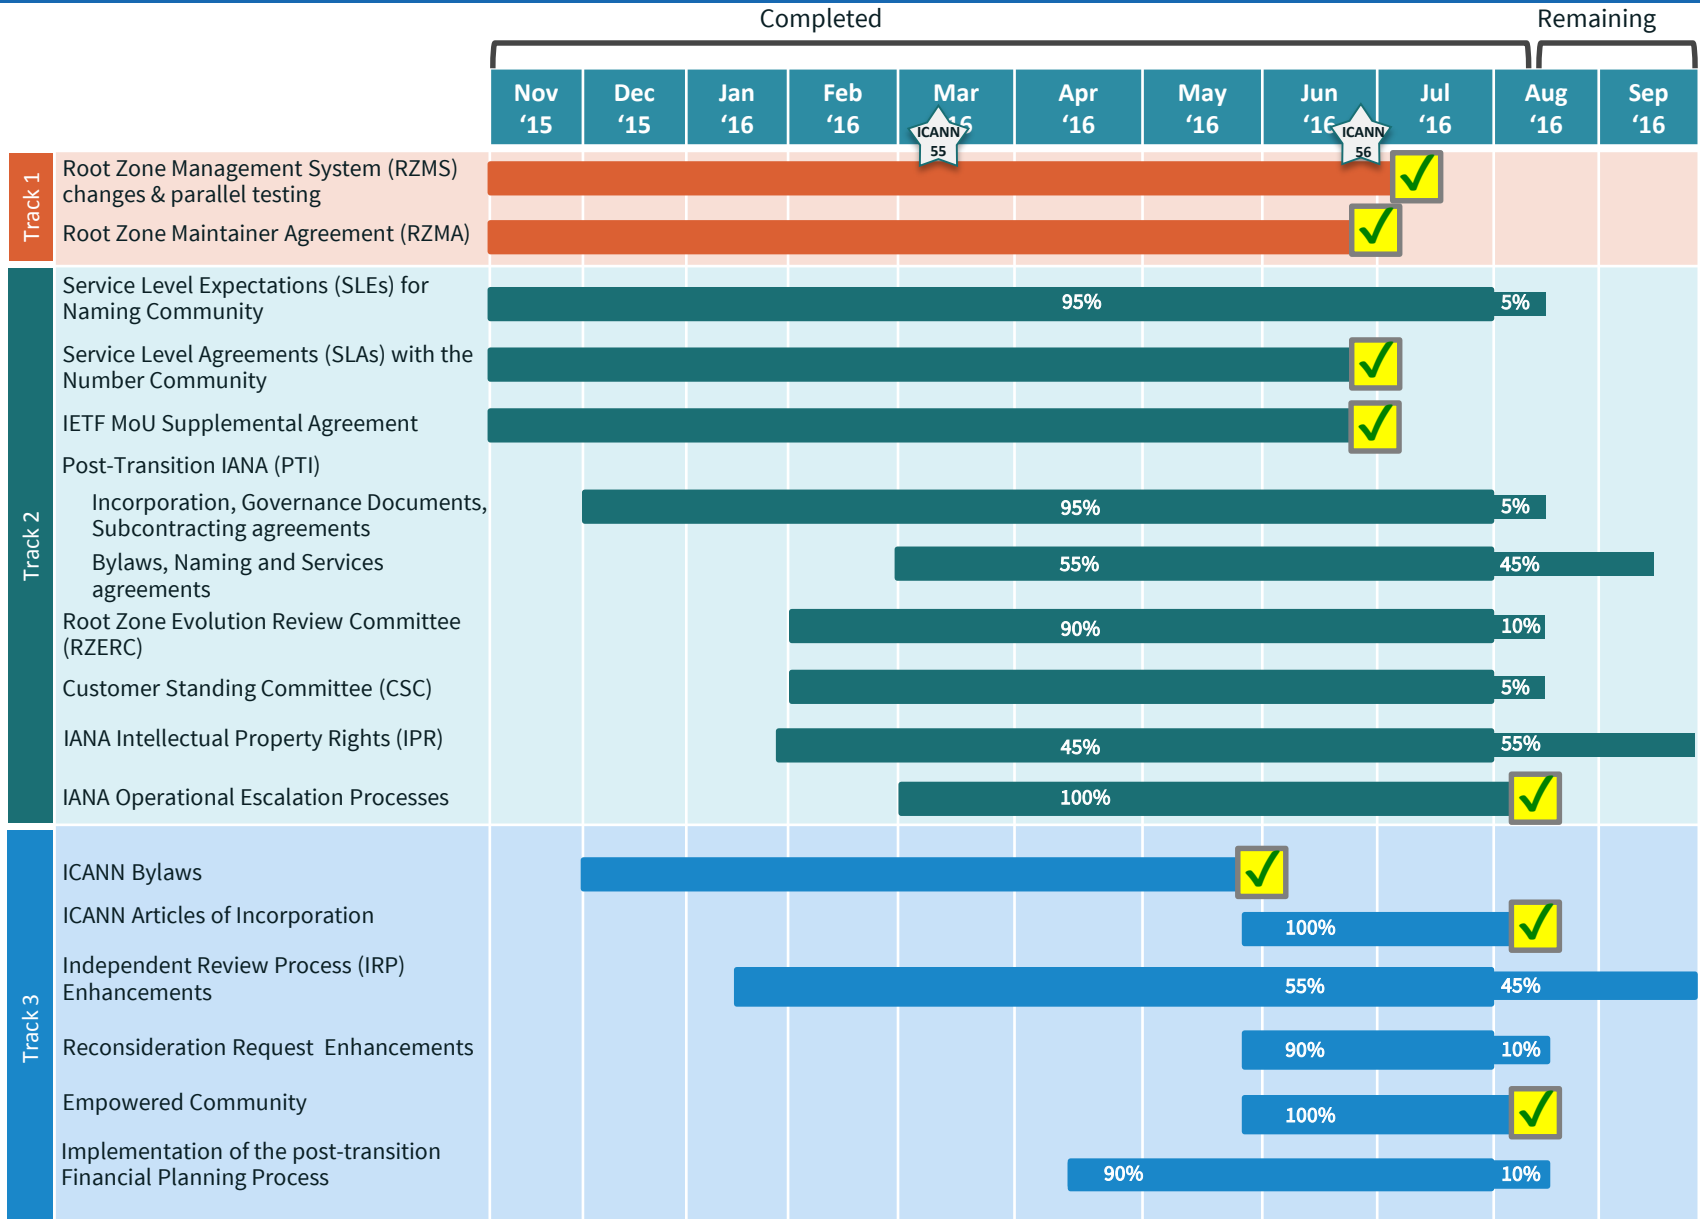 Completed
Remaining
Nov Dec Jan Feb Mar Apr May Jun Jul Aug Sep
‘15 ‘15 ‘16 ‘16 16 ‘16 ‘16 ‘16 ‘16 ‘16 ‘16
ICANN
55
ICANN
56
Track 1
Root Zone Management System (RZMS)
changes & parallel testing
Root Zone Maintainer Agreement (RZMA)
Track 2
Service Level Expectations (SLEs) for
Naming Community
95% 5%
Service Level Agreements (SLAs) with the
Number Community
IETF MoU Supplemental Agreement
Post-Transition IANA (PTI)
Incorporation, Governance Documents,
Subcontracting agreements
95% 5%
Bylaws, Naming and Services
agreements
55% 45%
Root Zone Evolution Review Committee
(RZERC)
90% 10%
Customer Standing Committee (CSC)
5%
IANA Intellectual Property Rights (IPR)
45% 55%
IANA Operational Escalation Processes
100%
Track 3
ICANN Bylaws
ICANN Articles of Incorporation
100%
Independent Review Process (IRP)
Enhancements
55% 45%
Reconsideration Request Enhancements
90% 10%
Empowered Community
100%
Implementation of the post-transition
Financial Planning Process
90% 10%